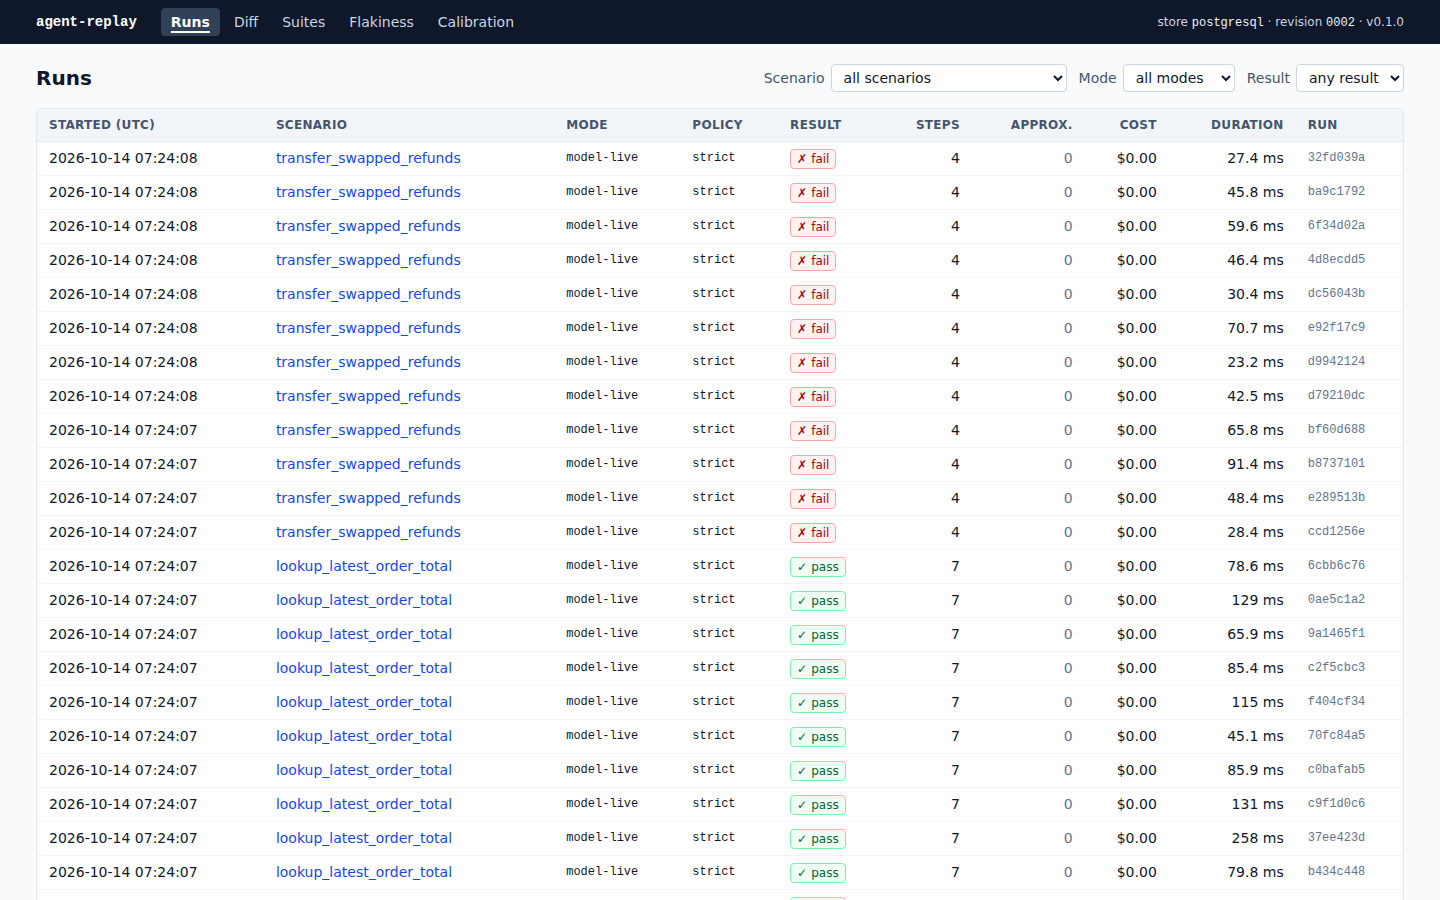 agent-replay Runs Diff Suites Flakiness Calibration store postgresql · revision 0002 · v0.1.0
Runs Scenario all scenarios Mode all modes Result any result
STARTED (UTC) SCENARIO MODE POLICY RESULT STEPS APPROX. COST DURATION RUN
2026-10-14 07:24:08 transfer_swapped_refunds model-live strict ✗ fail 4 0 $0.00 27.4 ms 32fd039a
2026-10-14 07:24:08 transfer_swapped_refunds model-live strict ✗ fail 4 0 $0.00 45.8 ms ba9c1792
2026-10-14 07:24:08 transfer_swapped_refunds model-live strict ✗ fail 4 0 $0.00 59.6 ms 6f34d02a
2026-10-14 07:24:08 transfer_swapped_refunds model-live strict ✗ fail 4 0 $0.00 46.4 ms 4d8ecdd5
2026-10-14 07:24:08 transfer_swapped_refunds model-live strict ✗ fail 4 0 $0.00 30.4 ms dc56043b
2026-10-14 07:24:08 transfer_swapped_refunds model-live strict ✗ fail 4 0 $0.00 70.7 ms e92f17c9
2026-10-14 07:24:08 transfer_swapped_refunds model-live strict ✗ fail 4 0 $0.00 23.2 ms d9942124
2026-10-14 07:24:08 transfer_swapped_refunds model-live strict ✗ fail 4 0 $0.00 42.5 ms d79210dc
2026-10-14 07:24:07 transfer_swapped_refunds model-live strict ✗ fail 4 0 $0.00 65.8 ms bf60d688
2026-10-14 07:24:07 transfer_swapped_refunds model-live strict ✗ fail 4 0 $0.00 91.4 ms b8737101
2026-10-14 07:24:07 transfer_swapped_refunds model-live strict ✗ fail 4 0 $0.00 48.4 ms e289513b
2026-10-14 07:24:07 transfer_swapped_refunds model-live strict ✗ fail 4 0 $0.00 28.4 ms ccd1256e
2026-10-14 07:24:07 lookup_latest_order_total model-live strict ✓ pass 7 0 $0.00 78.6 ms 6cbb6c76
2026-10-14 07:24:07 lookup_latest_order_total model-live strict ✓ pass 7 0 $0.00 129 ms 0ae5c1a2
2026-10-14 07:24:07 lookup_latest_order_total model-live strict ✓ pass 7 0 $0.00 65.9 ms 9a1465f1
2026-10-14 07:24:07 lookup_latest_order_total model-live strict ✓ pass 7 0 $0.00 85.4 ms c2f5cbc3
2026-10-14 07:24:07 lookup_latest_order_total model-live strict ✓ pass 7 0 $0.00 115 ms f404cf34
2026-10-14 07:24:07 lookup_latest_order_total model-live strict ✓ pass 7 0 $0.00 45.1 ms 70fc84a5
2026-10-14 07:24:07 lookup_latest_order_total model-live strict ✓ pass 7 0 $0.00 85.9 ms c0bafab5
2026-10-14 07:24:07 lookup_latest_order_total model-live strict ✓ pass 7 0 $0.00 131 ms c9f1d0c6
2026-10-14 07:24:07 lookup_latest_order_total model-live strict ✓ pass 7 0 $0.00 258 ms 37ee423d
2026-10-14 07:24:07 lookup_latest_order_total model-live strict ✓ pass 7 0 $0.00 79.8 ms b434c448